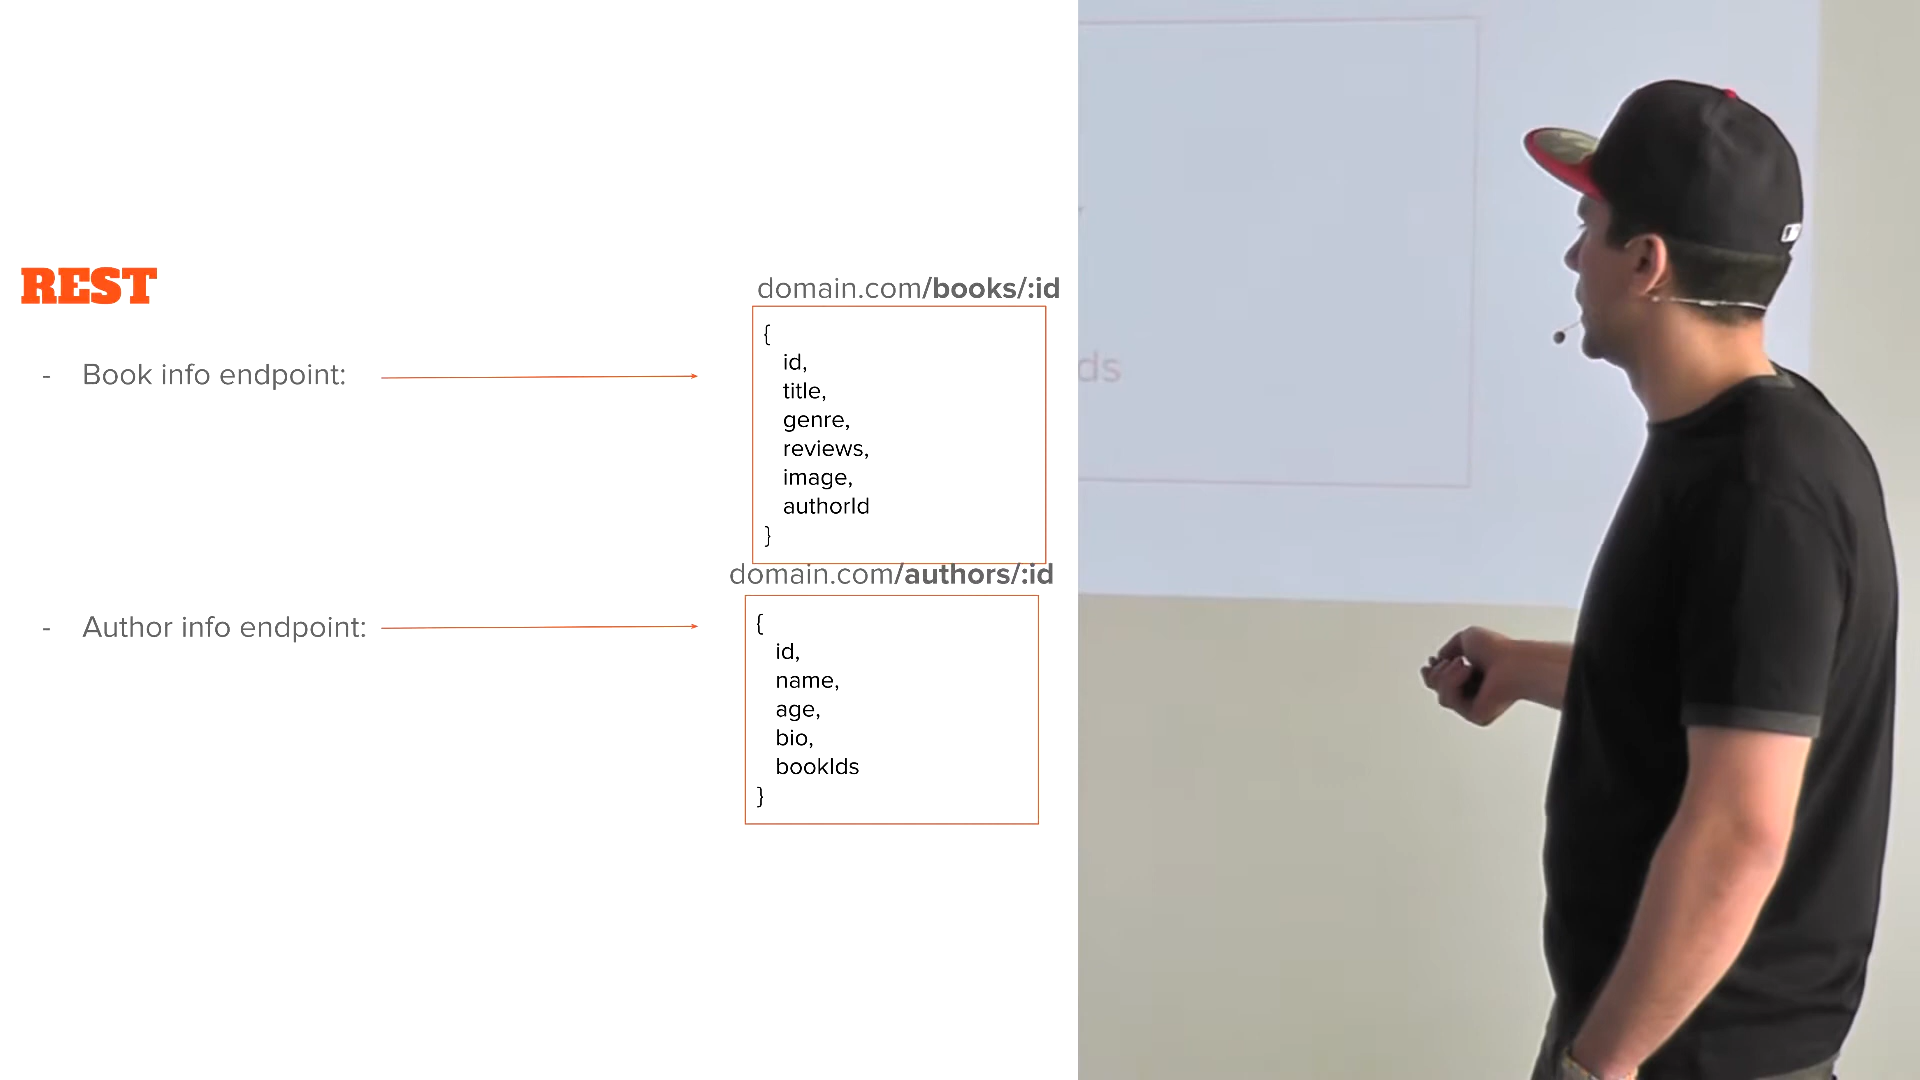 REST
- Book info endpoint:
domain.com/books/:id
{
id,
title,
genre,
reviews,
image,
authorId
}
- Author info endpoint:
domain.com/authors/:id
{
id,
name,
age,
bio,
bookIds
}
ds